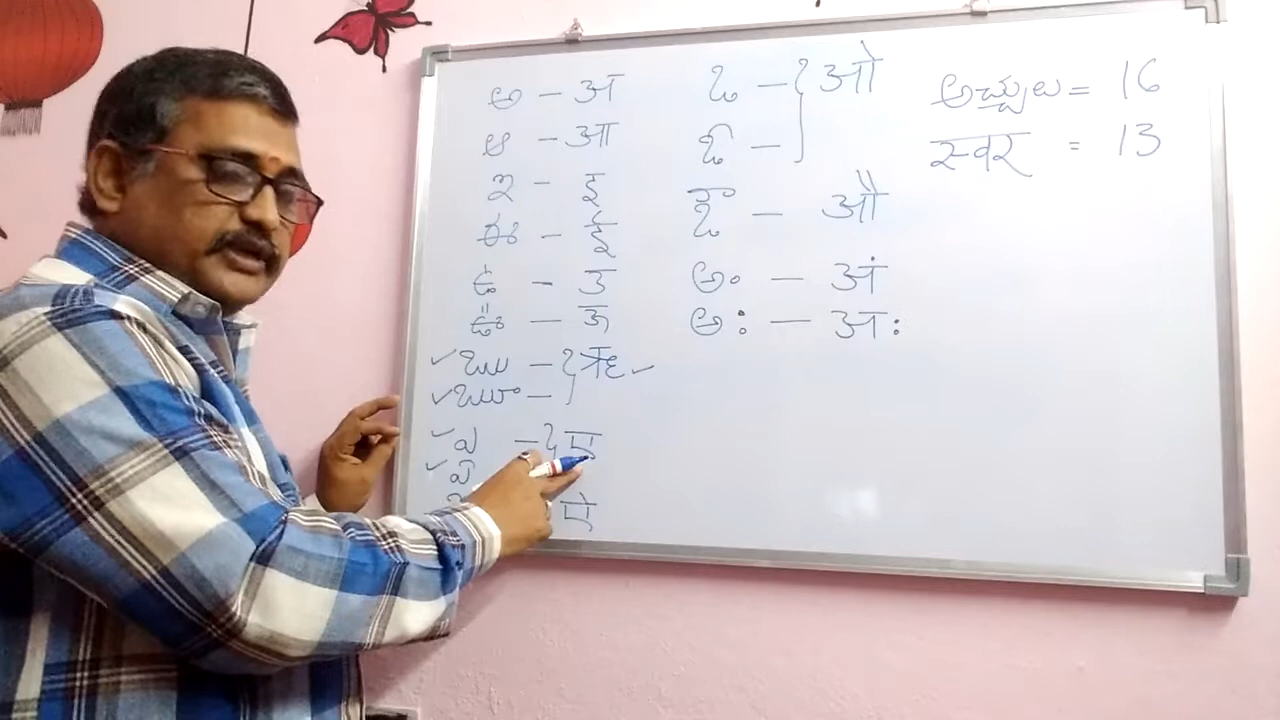 అ - अ
ఆ - आ
ఇ - इ
ఈ - ई
ఉ - उ
ఊ - ऊ
✓ ఋ - { ऋ ✓
✓ ౠ -
✓ ఎ - { ए
✓ ఏ
ऐ
ఒ - } ओ
ఓ -
ఔ - औ
అం - अं
అః - अः
అచ్చులు = 16
स्वर = 13